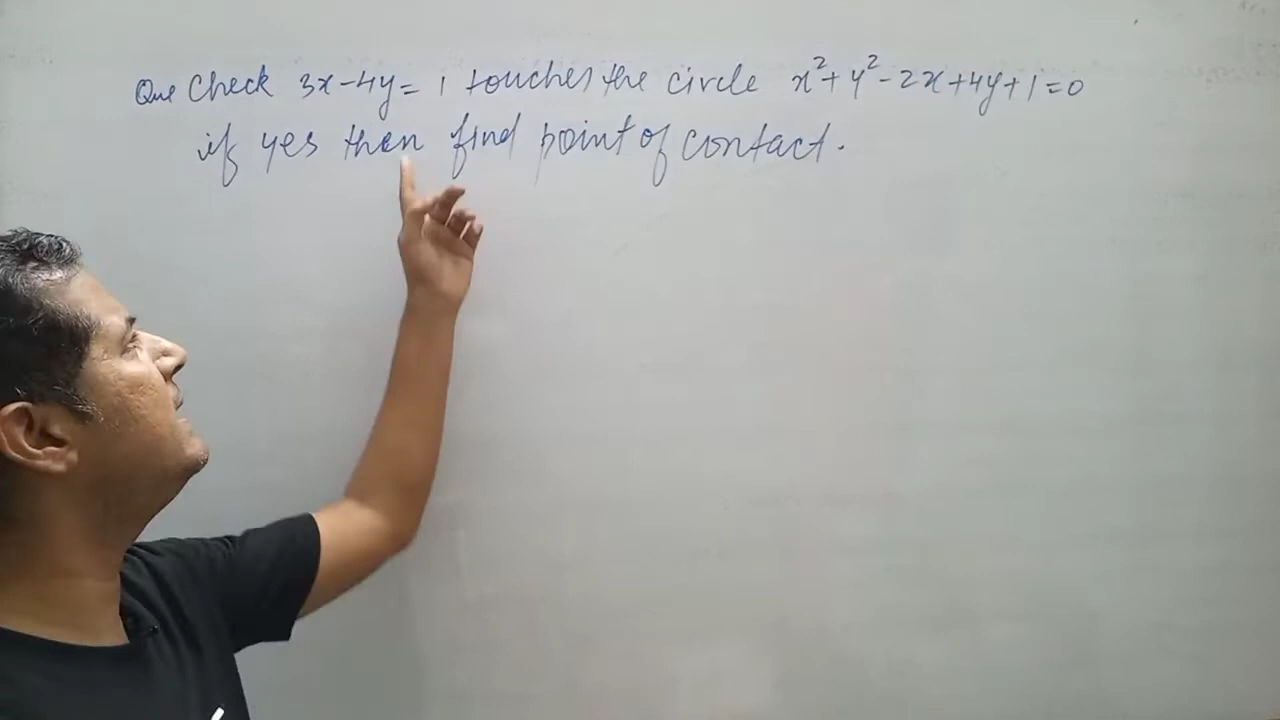 Que Check 3x-4y= 1 touches the circle x²+y²-2x+4y+1=0
if yes then find point of contact.